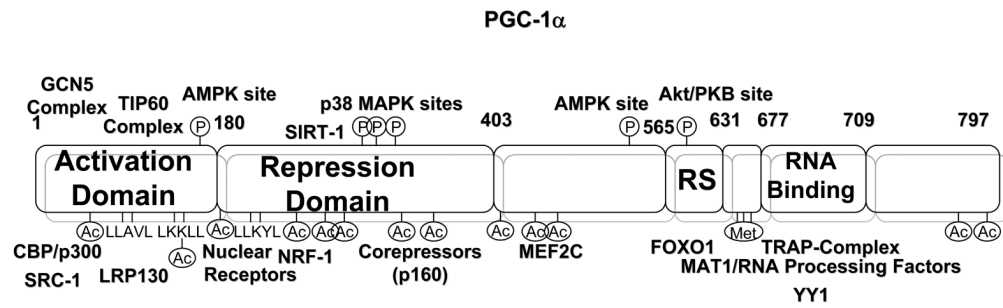 PGC-1α
GCN5
Complex
1
TIP60
Complex
AMPK site
P
180
SIRT-1
p38 MAPK sites
P P P
403
AMPK site
P
565
Akt/PKB site
P
631
677
709
797
Activation
Domain
Repression
Domain
RS
RNA
Binding
Ac LLAVL LKKLL Ac LLKYL Ac Ac Ac Ac Ac Ac Ac Ac Met Ac Ac
Ac
CBP/p300
SRC-1
LRP130
Nuclear
Receptors
NRF-1
Corepressors
(p160)
MEF2C
FOXO1
TRAP-Complex
MAT1/RNA Processing Factors
YY1